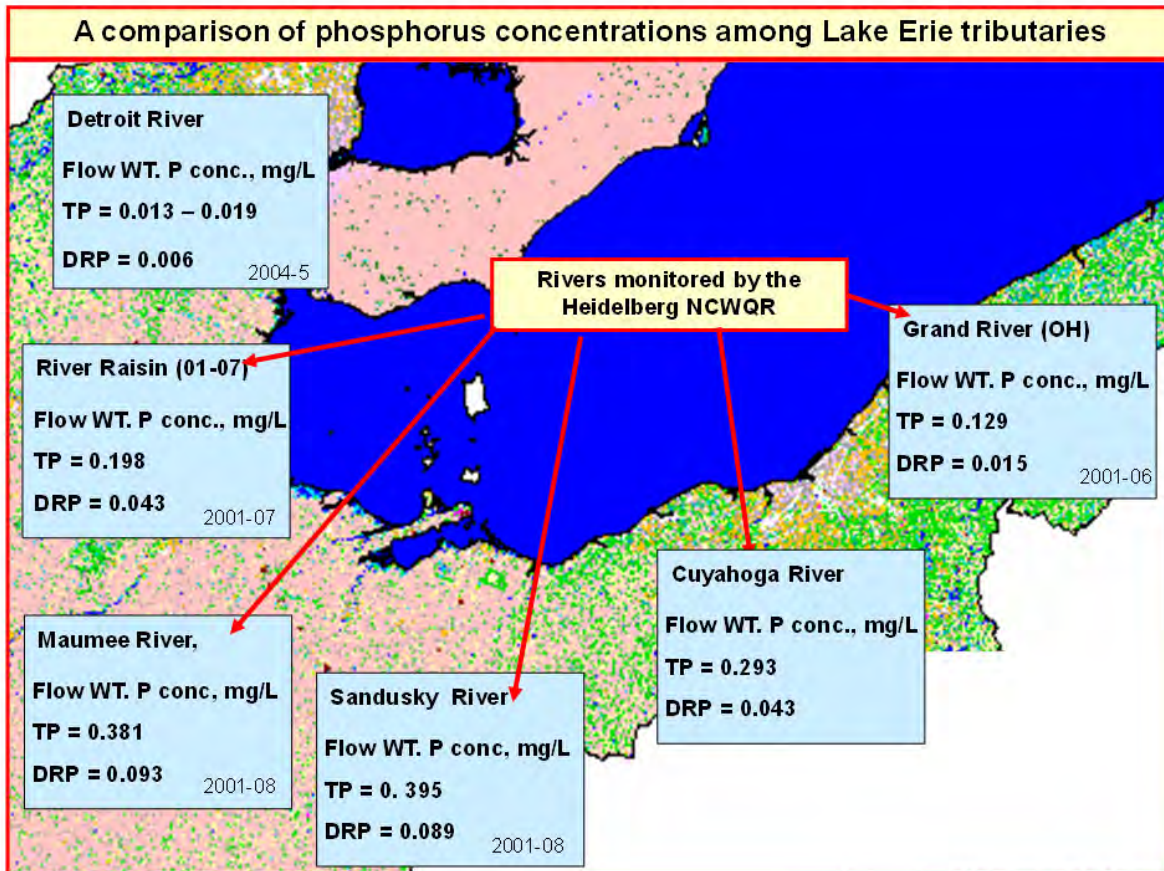 A comparison of phosphorus concentrations among Lake Erie tributaries
Detroit River
Flow WT. P conc., mg/L
TP = 0.013 – 0.019
DRP = 0.006
2004-5
Rivers monitored by the
Heidelberg NCWQR
River Raisin (01-07)
Flow WT. P conc., mg/L
TP = 0.198
DRP = 0.043
2001-07
Grand River (OH)
Flow WT. P conc., mg/L
TP = 0.129
DRP = 0.015
2001-06
Maumee River,
Flow WT. P conc, mg/L
TP = 0.381
DRP = 0.093
2001-08
Sandusky River
Flow WT. P conc, mg/L
TP = 0. 395
DRP = 0.089
2001-08
Cuyahoga River
Flow WT. P conc., mg/L
TP = 0.293
DRP = 0.043